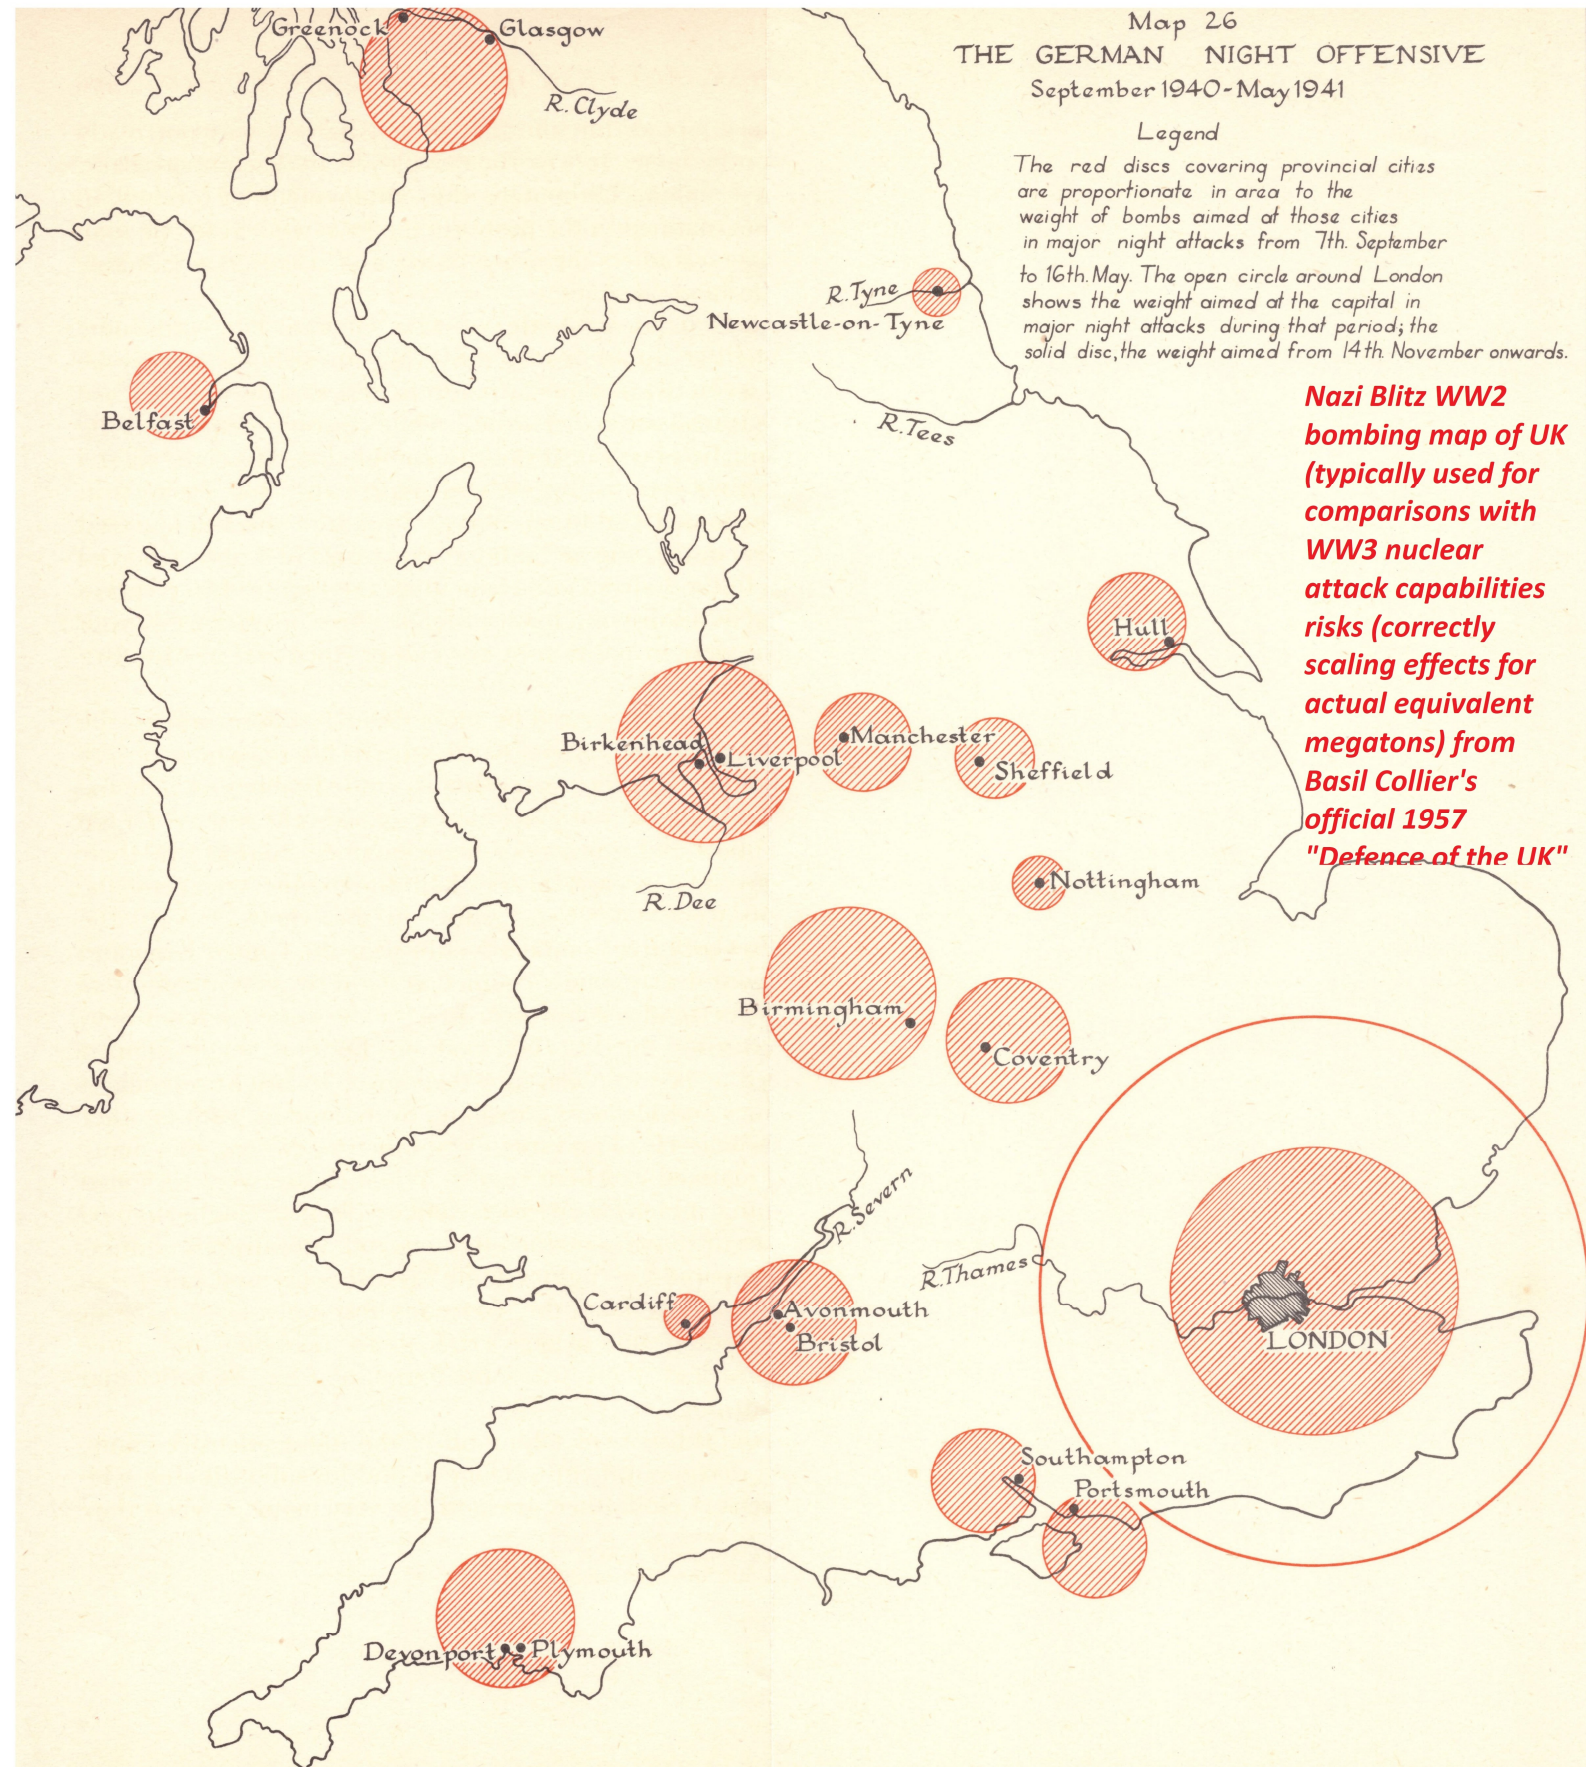 Map 26
THE GERMAN NIGHT OFFENSIVE
September 1940-May 1941
Legend
The red discs covering provincial cities
are proportionate in area to the
weight of bombs aimed at those cities
in major night attacks from 7th. September
to 16th. May. The open circle around London
shows the weight aimed at the capital in
major night attacks during that period; the
solid disc, the weight aimed from 14th. November onwards.
Nazi Blitz WW2
bombing map of UK
(typically used for
comparisons with
WW3 nuclear
attack capabilities
risks (correctly
scaling effects for
actual equivalent
megatons) from
Basil Collier's
official 1957
"Defence of the UK"
Greenock
Glasgow
R. Clyde
R. Tyne
Newcastle-on-Tyne
Belfast
R. Tees
Hull
Birkenhead
Liverpool
Manchester
Sheffield
R. Dee
Nottingham
Birmingham
Coventry
R. Severn
R. Thames
Cardiff
Avonmouth
Bristol
LONDON
Southampton
Portsmouth
Devonport
Plymouth